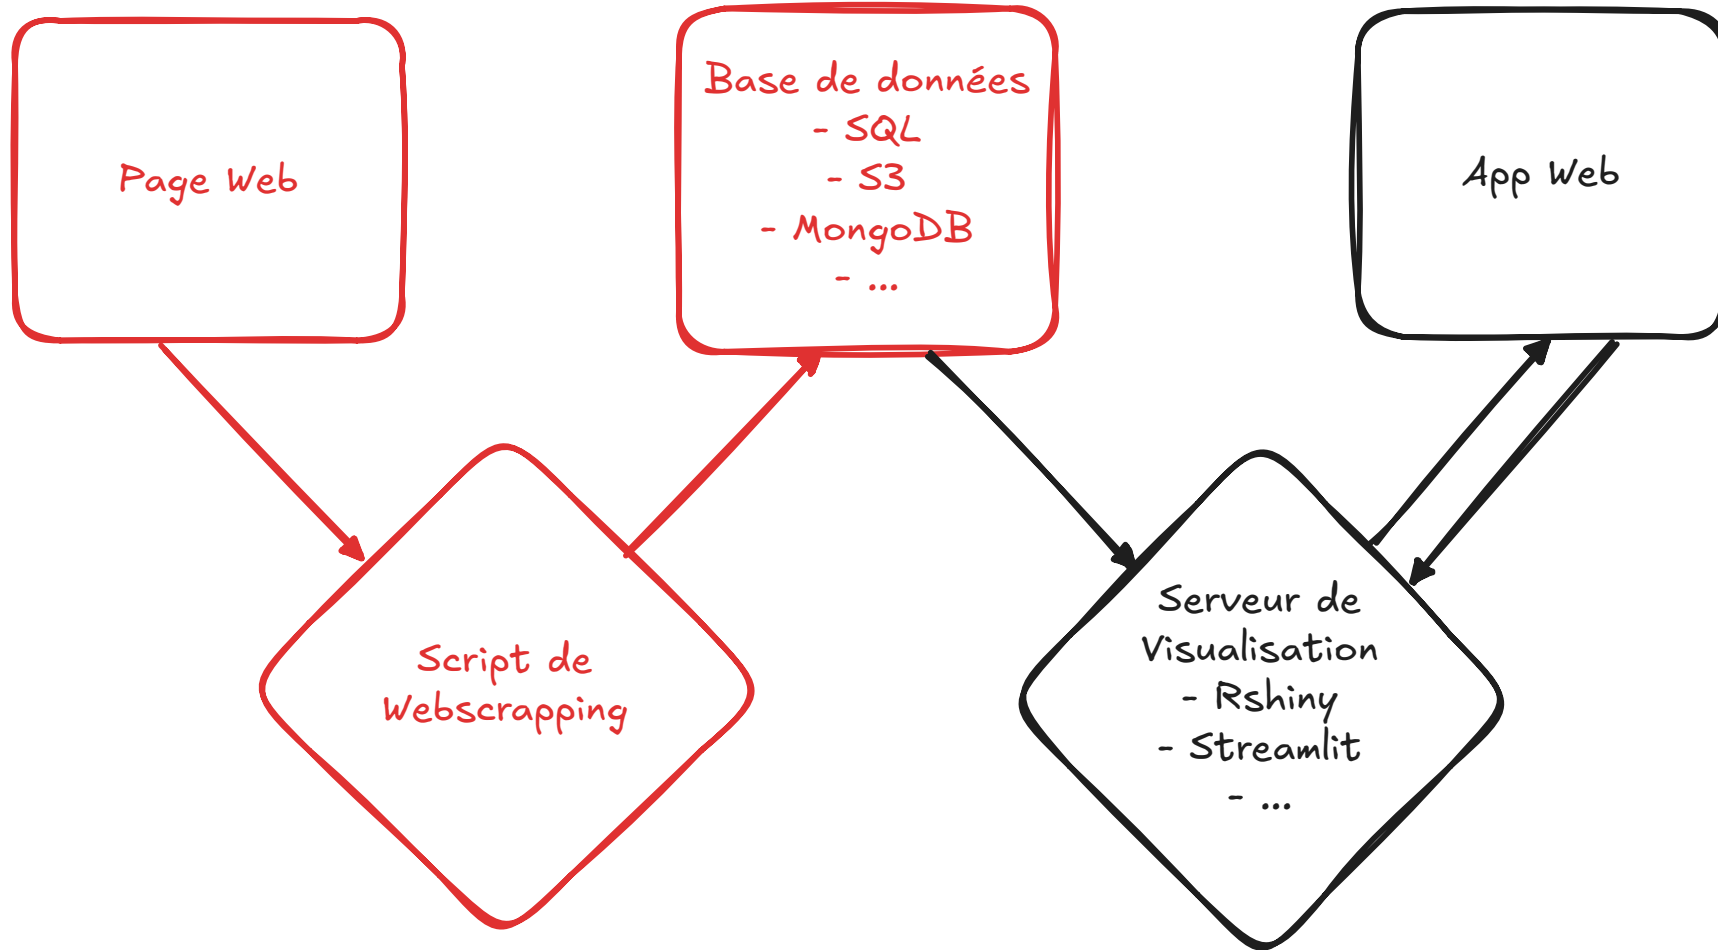 Page Web
Base de données
- SQL
- S3
- MongoDB
- ...
App Web
Script de
Webscrapping
Serveur de
Visualisation
- Rshiny
- Streamlit
- ...